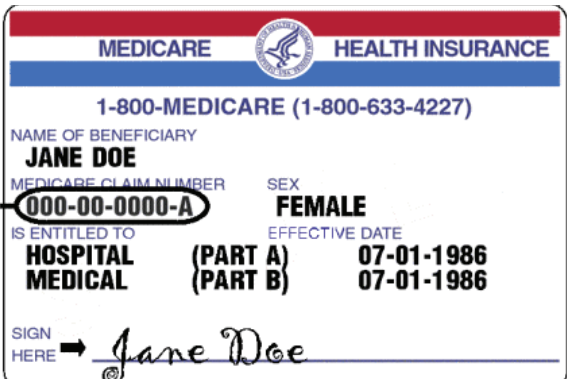 MEDICARE HEALTH INSURANCE
1-800-MEDICARE (1-800-633-4227)
NAME OF BENEFICIARY
JANE DOE
MEDICARE CLAIM NUMBER SEX
000-00-0000-A FEMALE
IS ENTITLED TO EFFECTIVE DATE
HOSPITAL (PART A) 07-01-1986
MEDICAL (PART B) 07-01-1986
SIGN
HERE Jane Doe